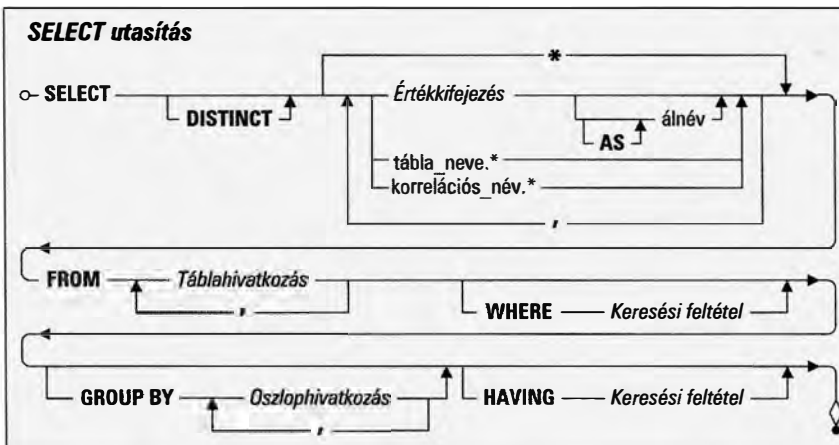 SELECT utasítás
*
SELECT DISTINCT Értékkifejezés AS álnév
tábla_neve.*
korrelációs_név.*
,
FROM Táblahivatkozás , WHERE Keresési feltétel
GROUP BY Oszlophivatkozás , HAVING Keresési feltétel